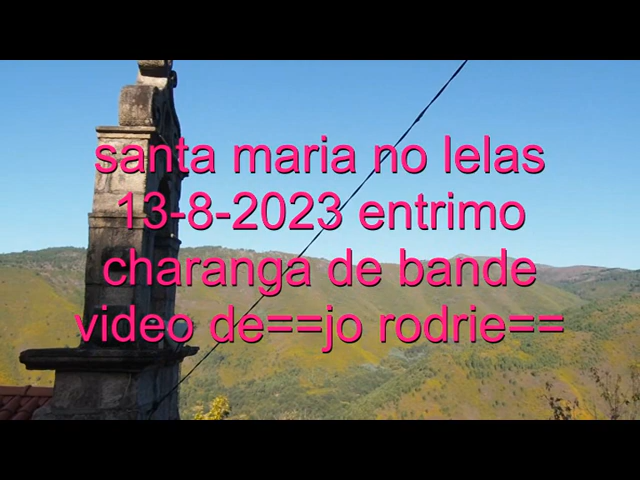 santa maria no lelas
13-8-2023 entrimo
charanga de bande
video de==jo rodrie==